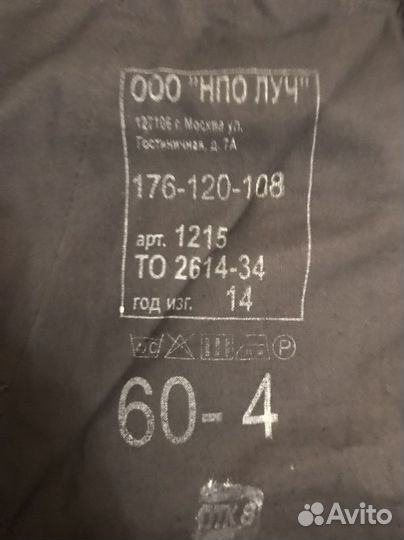 ООО "НПО ЛУЧ"
127106 г. Москва ул.
Гостиничная, д. 7А
176-120-108
арт. 1215
ТО 2614-34
год изг. 14
P
60-4
Avito